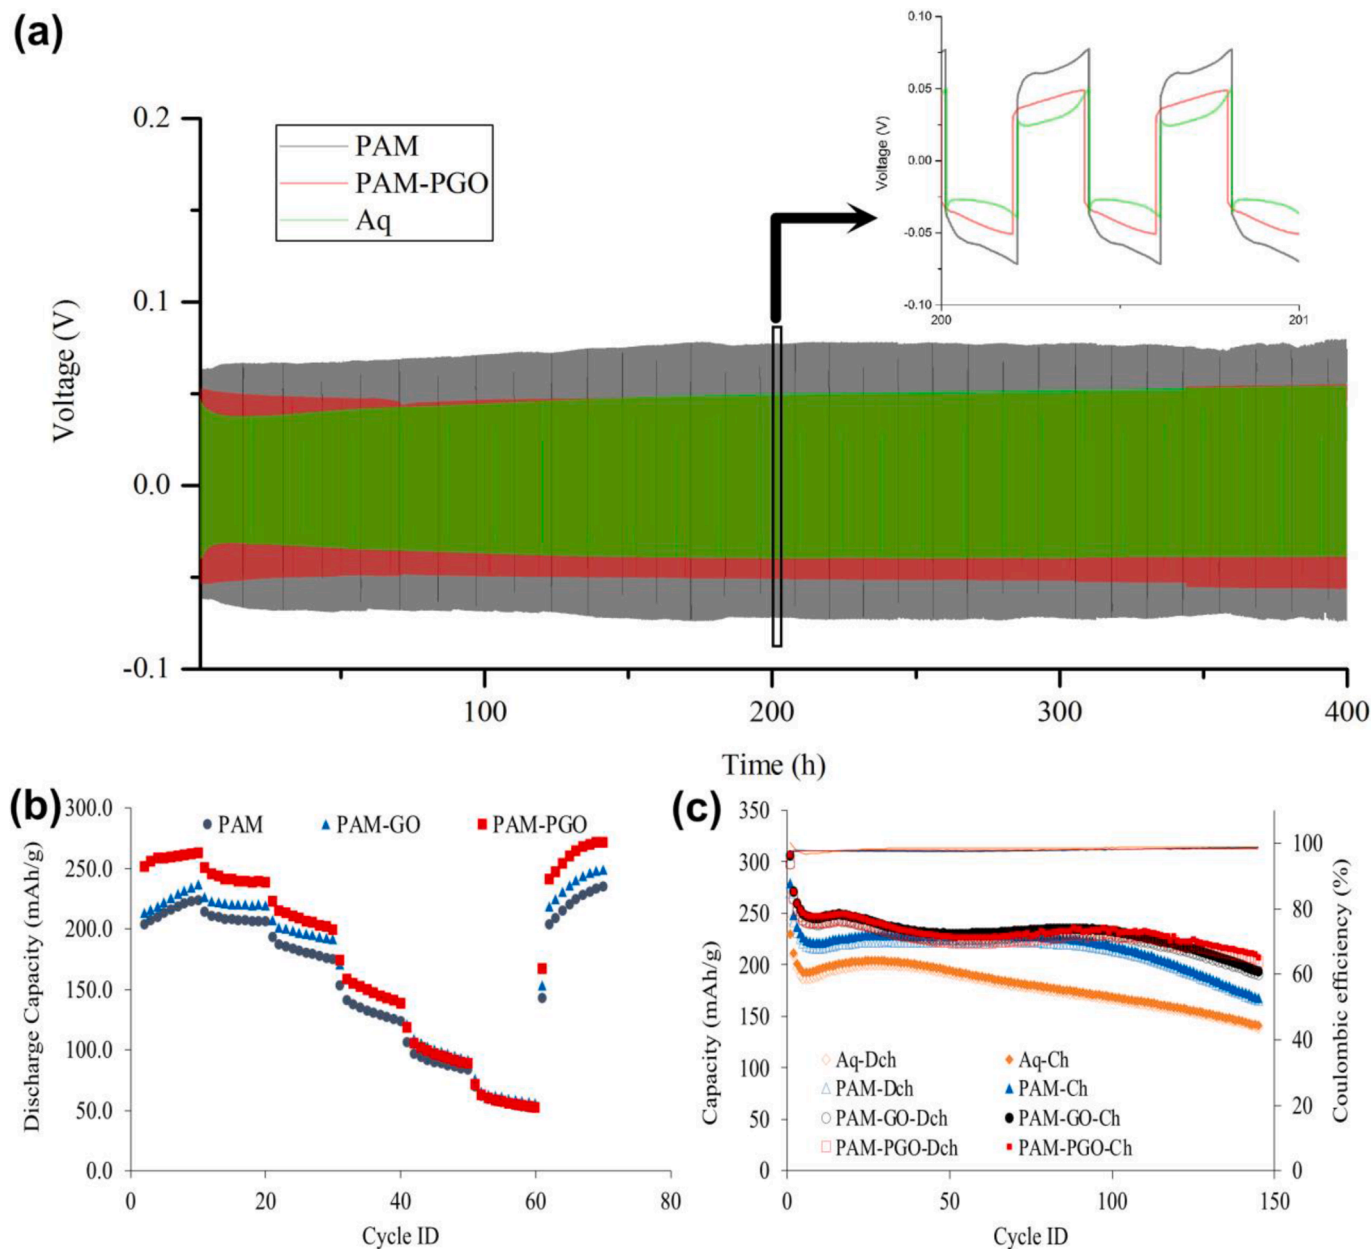 (a)
0.10
0.05
0.00
-0.05
-0.10
Voltage (V)
200
201
0.2
0.1
0.0
-0.1
Voltage (V)
PAM
PAM-PGO
Aq
100
200
300
400
Time (h)
(b)
300.0
250.0
200.0
150.0
100.0
50.0
0.0
Discharge Capacity (mAh/g)
PAM
PAM-GO
PAM-PGO
0
20
40
60
80
Cycle ID
(c)
350
300
250
200
150
100
50
0
Capacity (mAh/g)
Aq-Dch
Aq-Ch
PAM-Dch
PAM-Ch
PAM-GO-Dch
PAM-GO-Ch
PAM-PGO-Dch
PAM-PGO-Ch
100
80
60
40
20
0
Coulombic efficiency (%)
0
50
100
150
Cycle ID